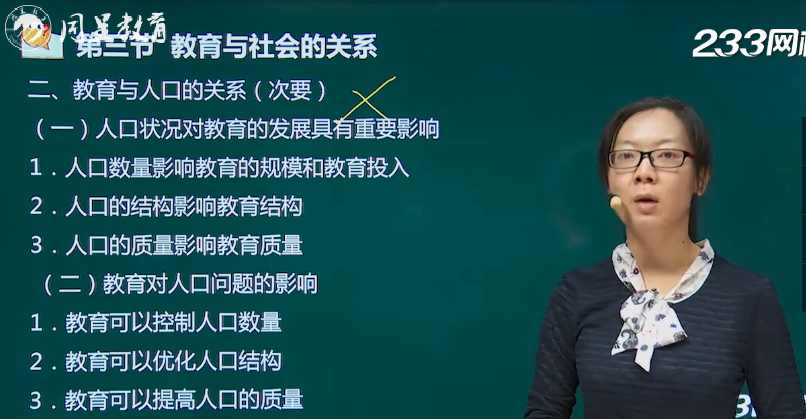 周星教育
第三节 教育与社会的关系
233网校
二、教育与人口的关系（次要）
（一）人口状况对教育的发展具有重要影响
1．人口数量影响教育的规模和教育投入
2．人口的结构影响教育结构
3．人口的质量影响教育质量
（二）教育对人口问题的影响
1．教育可以控制人口数量
2．教育可以优化人口结构
3．教育可以提高人口的质量